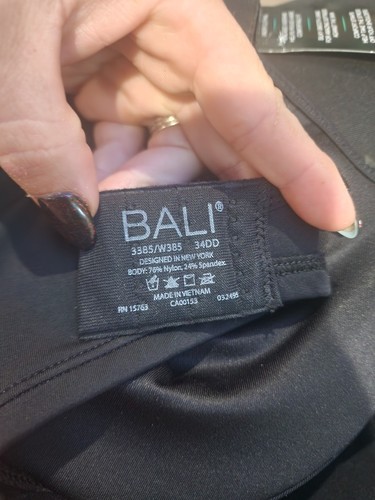 BALI®
3385/W385 34DD
DESIGNED IN NEW YORK
BODY: 76% Nylon, 24% Spandex.
MADE IN VIETNAM
RN 15763 CA00153 032495